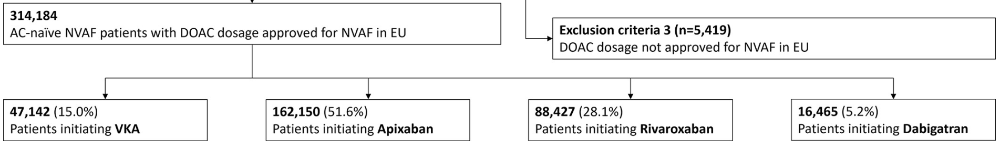 314,184
AC-naïve NVAF patients with DOAC dosage approved for NVAF in EU
Exclusion criteria 3 (n=5,419)
DOAC dosage not approved for NVAF in EU
47,142 (15.0%)
Patients initiating VKA
162,150 (51.6%)
Patients initiating Apixaban
88,427 (28.1%)
Patients initiating Rivaroxaban
16,465 (5.2%)
Patients initiating Dabigatran